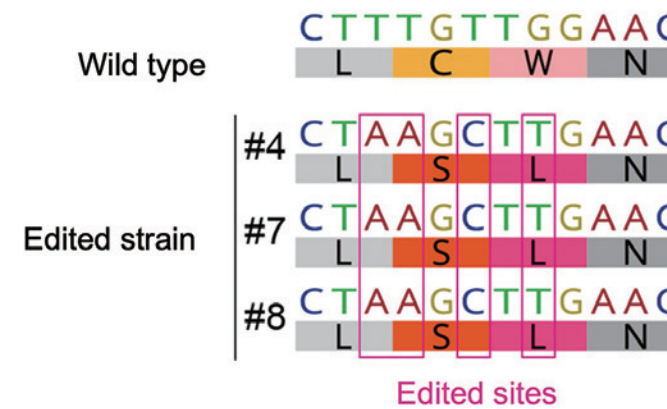 CTTTGTTGGAAC
Wild type
L C W N
CTAAGCTTGAAC
#4
S L N
L
CTAAGCTTGAAC
#7
L S L N
Edited strain
CTAAGCTTGAAC
#8
L S L N
Edited sites